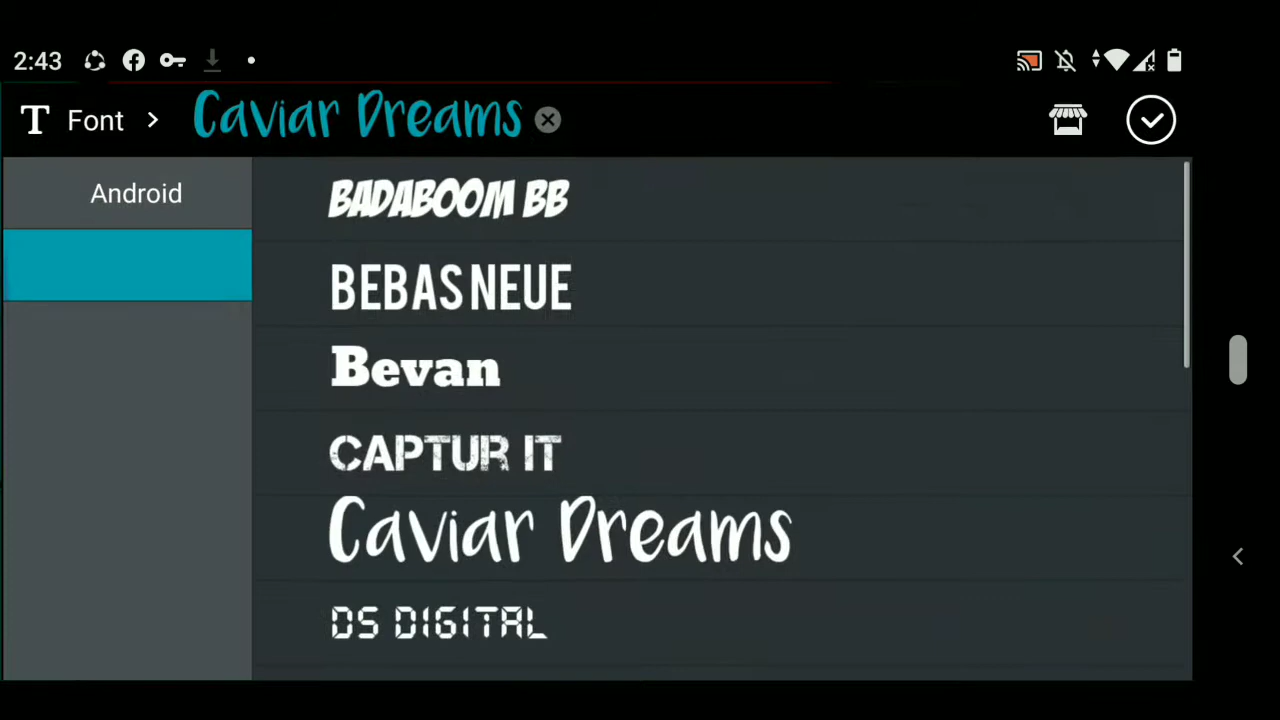 2:43
Font > Caviar Dreams
Android
BADABOOM BB
BEBAS NEUE
Bevan
CAPTUR IT
Caviar Dreams
DS DIGITAL